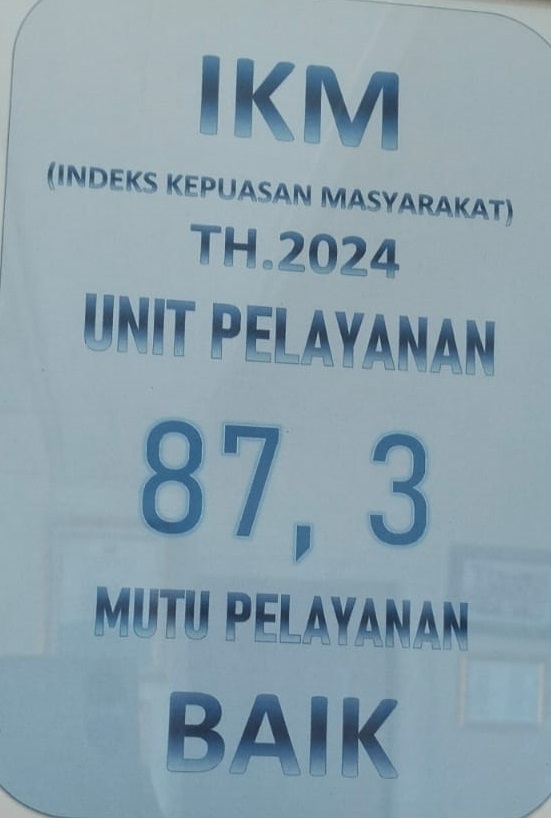 IKM
(INDEKS KEPUASAN MASYARAKAT)
TH.2024
UNIT PELAYANAN
87, 3
MUTU PELAYANAN
BAIK